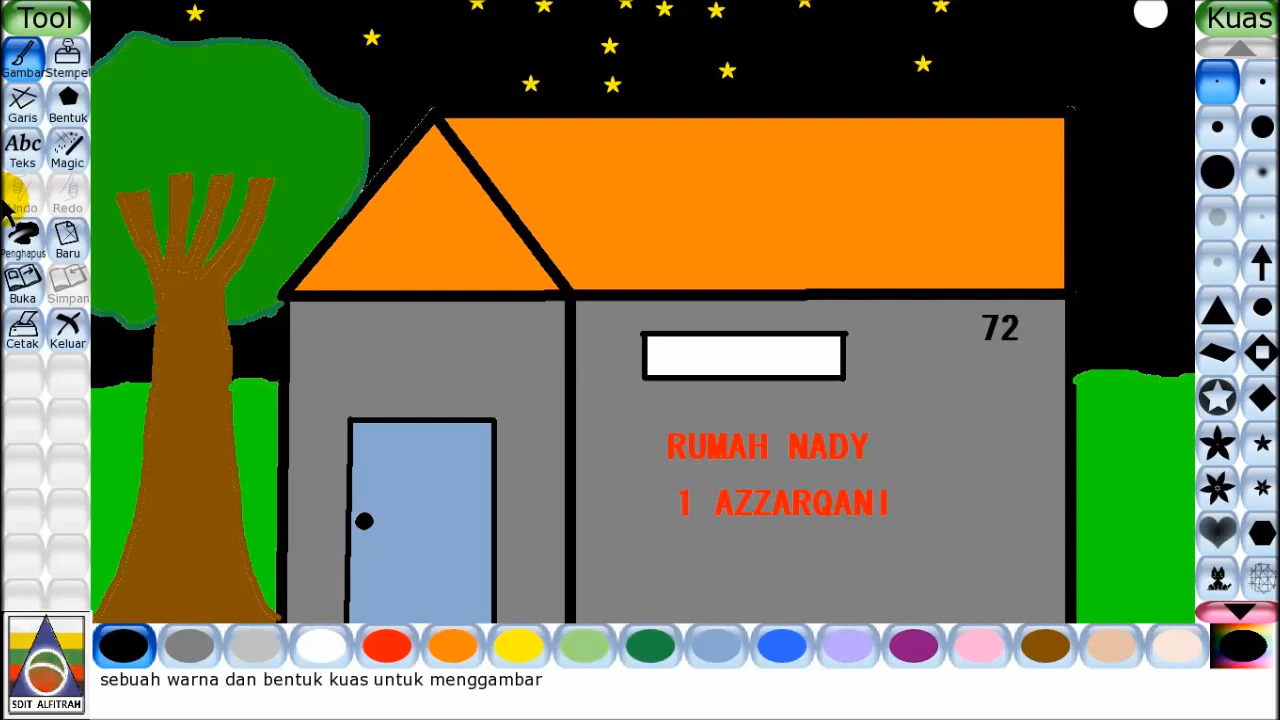 Tool
Kuas
Gambar Stempel
Garis Bentuk
Abc
Teks Magic
Undo Redo
Penghapus Baru
Buka Simpan
Cetak Keluar
72
RUMAH NADY
1 AZZARQANI
SDIT ALFITRAH
sebuah warna dan bentuk kuas untuk menggambar